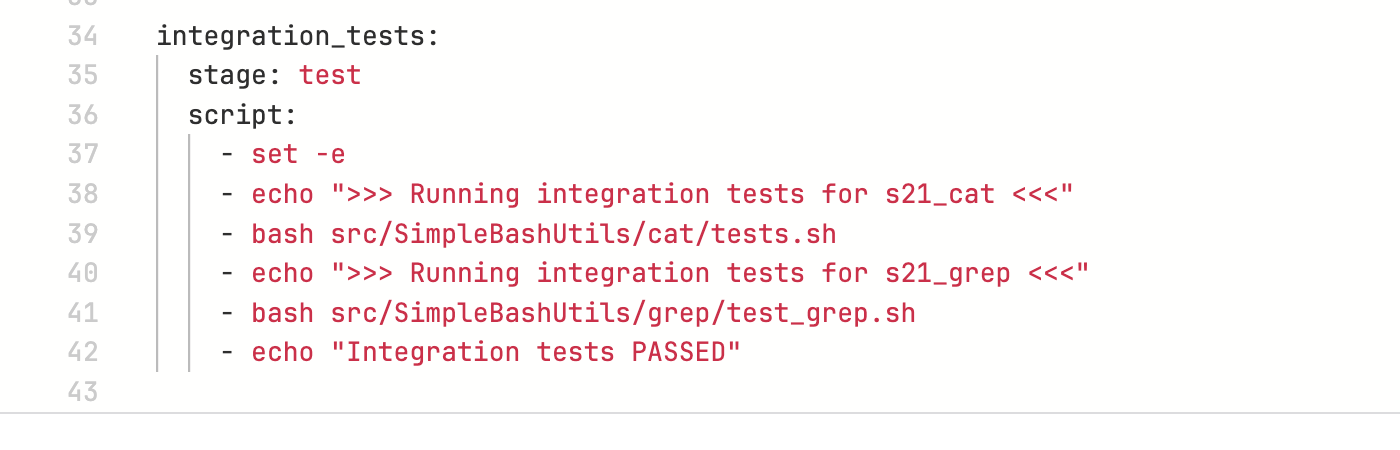 34 integration_tests:
35 stage: test
36 script:
37 - set -e
38 - echo ">>> Running integration tests for s21_cat <<<"
39 - bash src/SimpleBashUtils/cat/tests.sh
40 - echo ">>> Running integration tests for s21_grep <<<"
41 - bash src/SimpleBashUtils/grep/test_grep.sh
42 - echo "Integration tests PASSED"
43